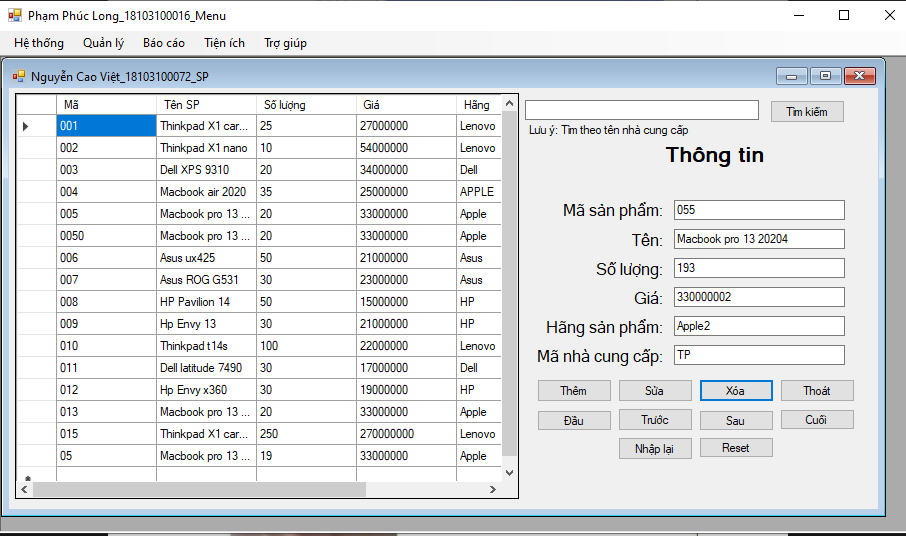 Phạm Phúc Long_18103100016_Menu
Hệ thống Quản lý Báo cáo Tiện ích Trợ giúp
Nguyễn Cao Việt_18103100072_SP
Mã Tên SP Số lượng Giá Hãng
001 Thinkpad X1 car... 25 27000000 Lenovo
002 Thinkpad X1 nano 10 54000000 Lenovo
003 Dell XPS 9310 20 34000000 Dell
004 Macbook air 2020 35 25000000 APPLE
005 Macbook pro 13 ... 20 33000000 Apple
0050 Macbook pro 13 ... 20 33000000 Apple
006 Asus ux425 50 21000000 Asus
007 Asus ROG G531 30 23000000 Asus
008 HP Pavilion 14 50 15000000 HP
009 Hp Envy 13 30 21000000 HP
010 Thinkpad t14s 100 22000000 Lenovo
011 Dell latitude 7490 30 17000000 Dell
012 Hp Envy x360 30 19000000 HP
013 Macbook pro 13 ... 20 33000000 Apple
015 Thinkpad X1 car... 250 270000000 Lenovo
05 Macbook pro 13 ... 19 33000000 Apple
Tìm kiếm
Lưu ý: Tìm theo tên nhà cung cấp
Thông tin
Mã sản phẩm: 055
Tên: Macbook pro 13 20204
Số lượng: 193
Giá: 330000002
Hãng sản phẩm: Apple2
Mã nhà cung cấp: TP
Thêm Sửa Xóa Thoát
Đầu Trước Sau Cuối
Nhập lại Reset